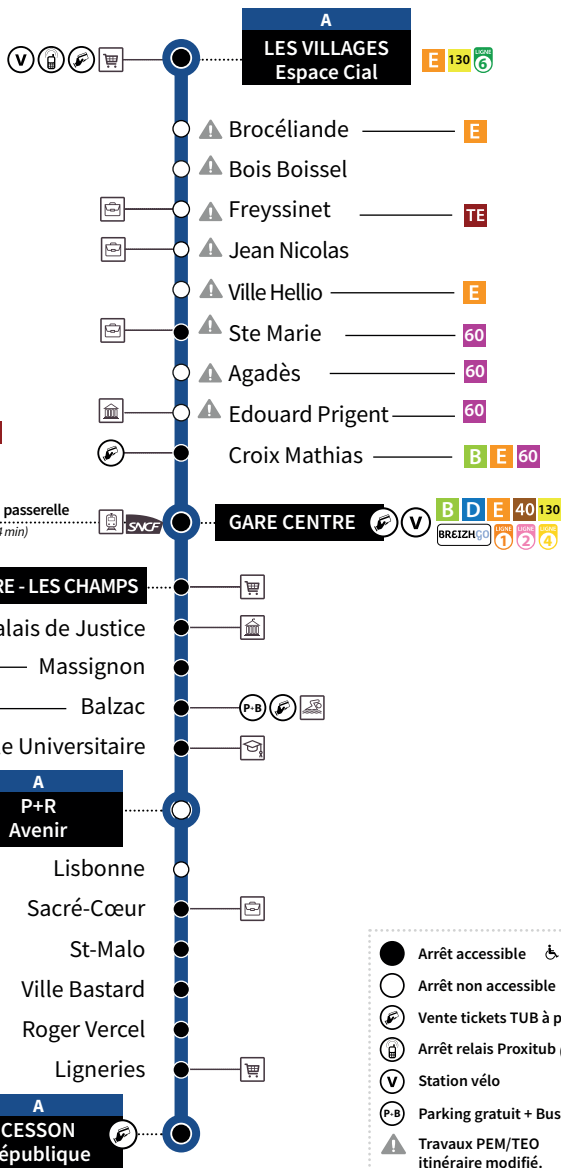 A
LES VILLAGES
Espace Cial
V
E 130 LIGNE 6
Brocéliande E
Bois Boissel
Freyssinet TE
Jean Nicolas
Ville Hellio E
Ste Marie 60
Agadès 60
Edouard Prigent 60
Croix Mathias B E 60
passerelle
min)
SNCF
GARE CENTRE V
B D E 40 130
BREIZHGO LIGNE 1 LIGNE 2 LIGNE 4
RE - LES CHAMPS
alais de Justice
Massignon
Balzac P+B
e Universitaire
A
P+R
Avenir
Lisbonne
Sacré-Cœur
St-Malo
Ville Bastard
Roger Vercel
Ligneries
A
CESSON
épublique
Arrêt accessible
Arrêt non accessible
Vente tickets TUB à p
Arrêt relais Proxitub
V Station vélo
P+B Parking gratuit + Bus
Travaux PEM/TEO
itinéraire modifié.